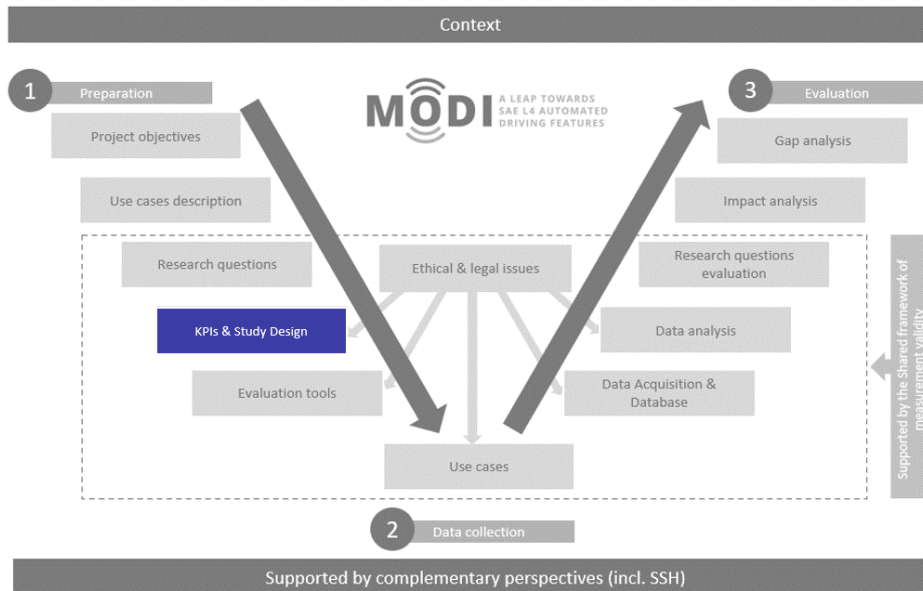 Context
1
Preparation
MODI
A LEAP TOWARDS
SAE L4 AUTOMATED
DRIVING FEATURES
3
Evaluation
Project objectives
Gap analysis
Use cases description
Impact analysis
Research questions
Ethical & legal issues
Research questions
evaluation
KPIs & Study Design
Data analysis
Evaluation tools
Data Acquisition &
Database
Use cases
Supported by the Shared framework of
measurement validity
2
Data collection
Supported by complementary perspectives (incl. SSH)